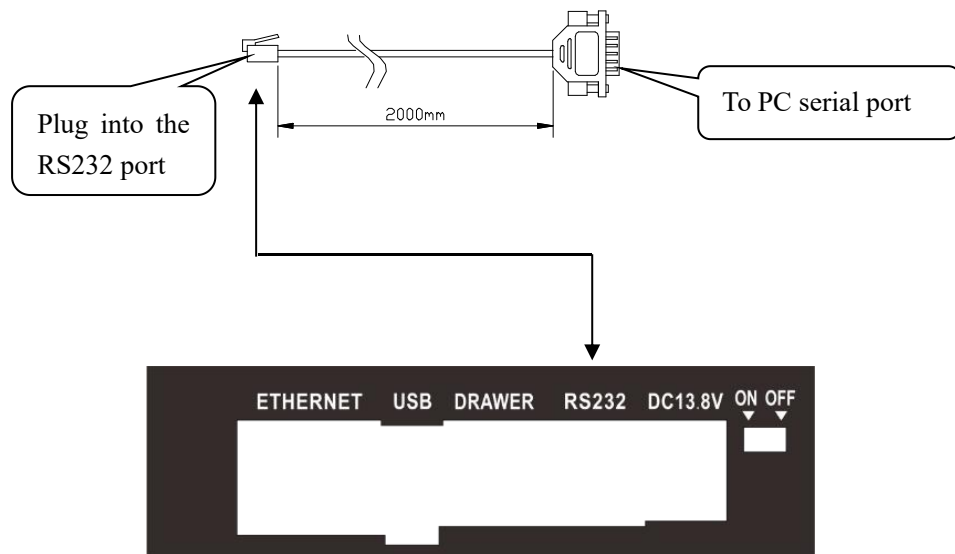 Plug into the
RS232 port
2000mm
To PC serial port
ETHERNET USB DRAWER RS232 DC13.8V ON OFF